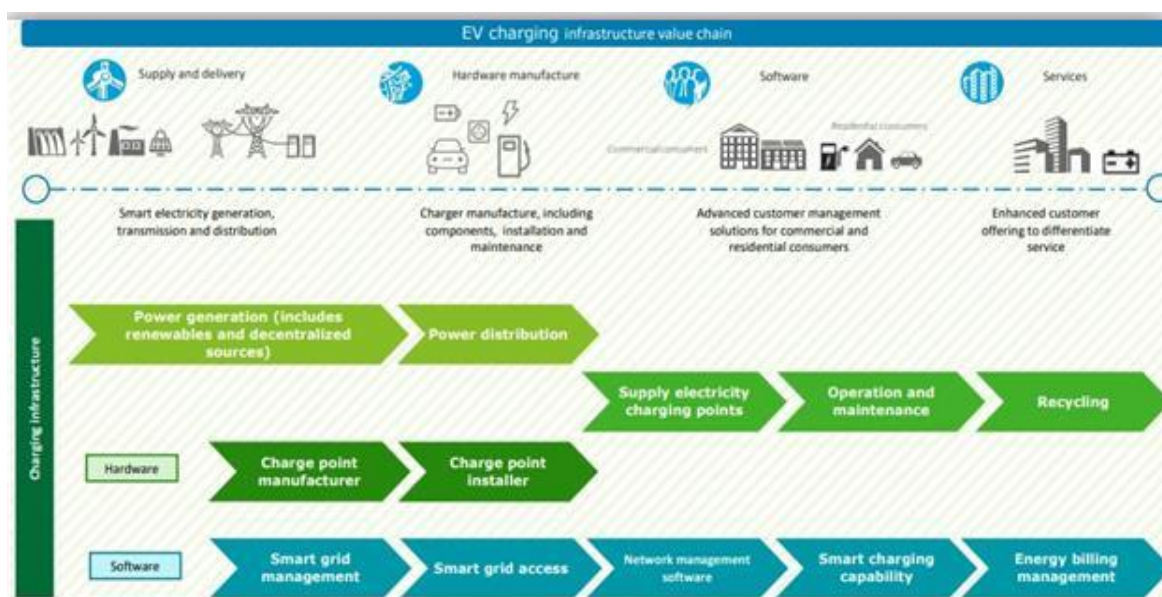 EV charging infrastructure value chain
Supply and delivery
Hardware manufacture
Software
Services
Residential consumers
Commercial consumers
Smart electricity generation,
transmission and distribution
Charger manufacture, including
components, installation and
maintenance
Advanced customer management
solutions for commercial and
residential consumers
Enhanced customer
offering to differentiate
service
Charging infrastructure
Power generation (includes
renewables and decentralized
sources)
Power distribution
Supply electricity
charging points
Operation and
maintenance
Recycling
Hardware
Charge point
manufacturer
Charge point
installer
Software
Smart grid
management
Smart grid access
Network management
software
Smart charging
capability
Energy billing
management